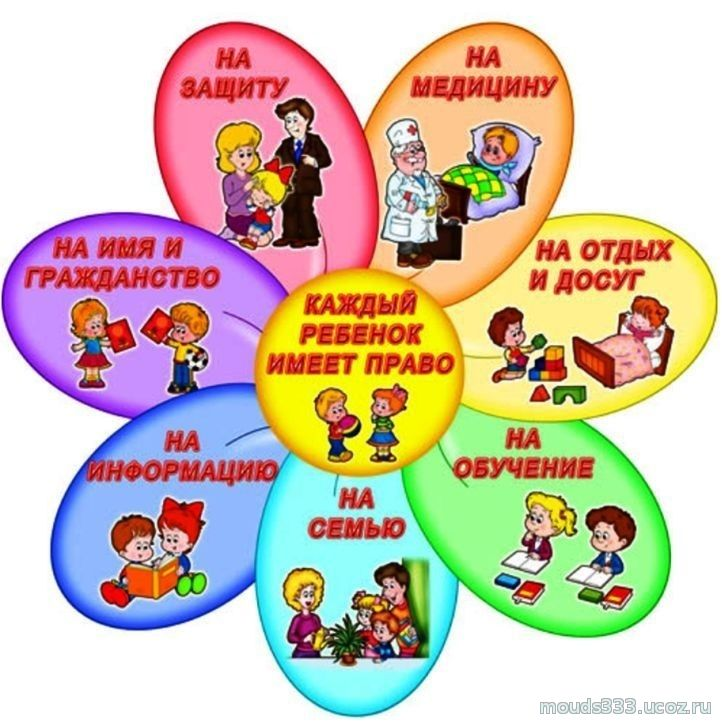 КАЖДЫЙ
РЕБЕНОК
ИМЕЕТ ПРАВО
НА
ЗАЩИТУ
НА
МЕДИЦИНУ
НА ОТДЫХ
И ДОСУГ
НА
ОБУЧЕНИЕ
НА
СЕМЬЮ
НА
ИНФОРМАЦИЮ
НА ИМЯ И
ГРАЖДАНСТВО
mouds333.ucoz.ru